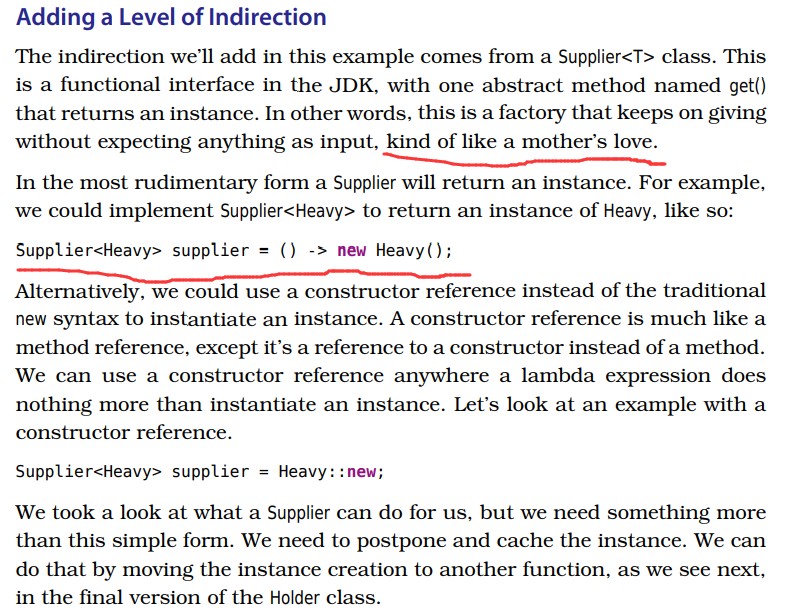 Adding a Level of Indirection
The indirection we'll add in this example comes from a Supplier<T> class. This
is a functional interface in the JDK, with one abstract method named get()
that returns an instance. In other words, this is a factory that keeps on giving
without expecting anything as input, kind of like a mother's love.
In the most rudimentary form a Supplier will return an instance. For example,
we could implement Supplier<Heavy> to return an instance of Heavy, like so:
Supplier<Heavy> supplier = () -> new Heavy();
Alternatively, we could use a constructor reference instead of the traditional
new syntax to instantiate an instance. A constructor reference is much like a
method reference, except it's a reference to a constructor instead of a method.
We can use a constructor reference anywhere a lambda expression does
nothing more than instantiate an instance. Let's look at an example with a
constructor reference.
Supplier<Heavy> supplier = Heavy::new;
We took a look at what a Supplier can do for us, but we need something more
than this simple form. We need to postpone and cache the instance. We can
do that by moving the instance creation to another function, as we see next,
in the final version of the Holder class.